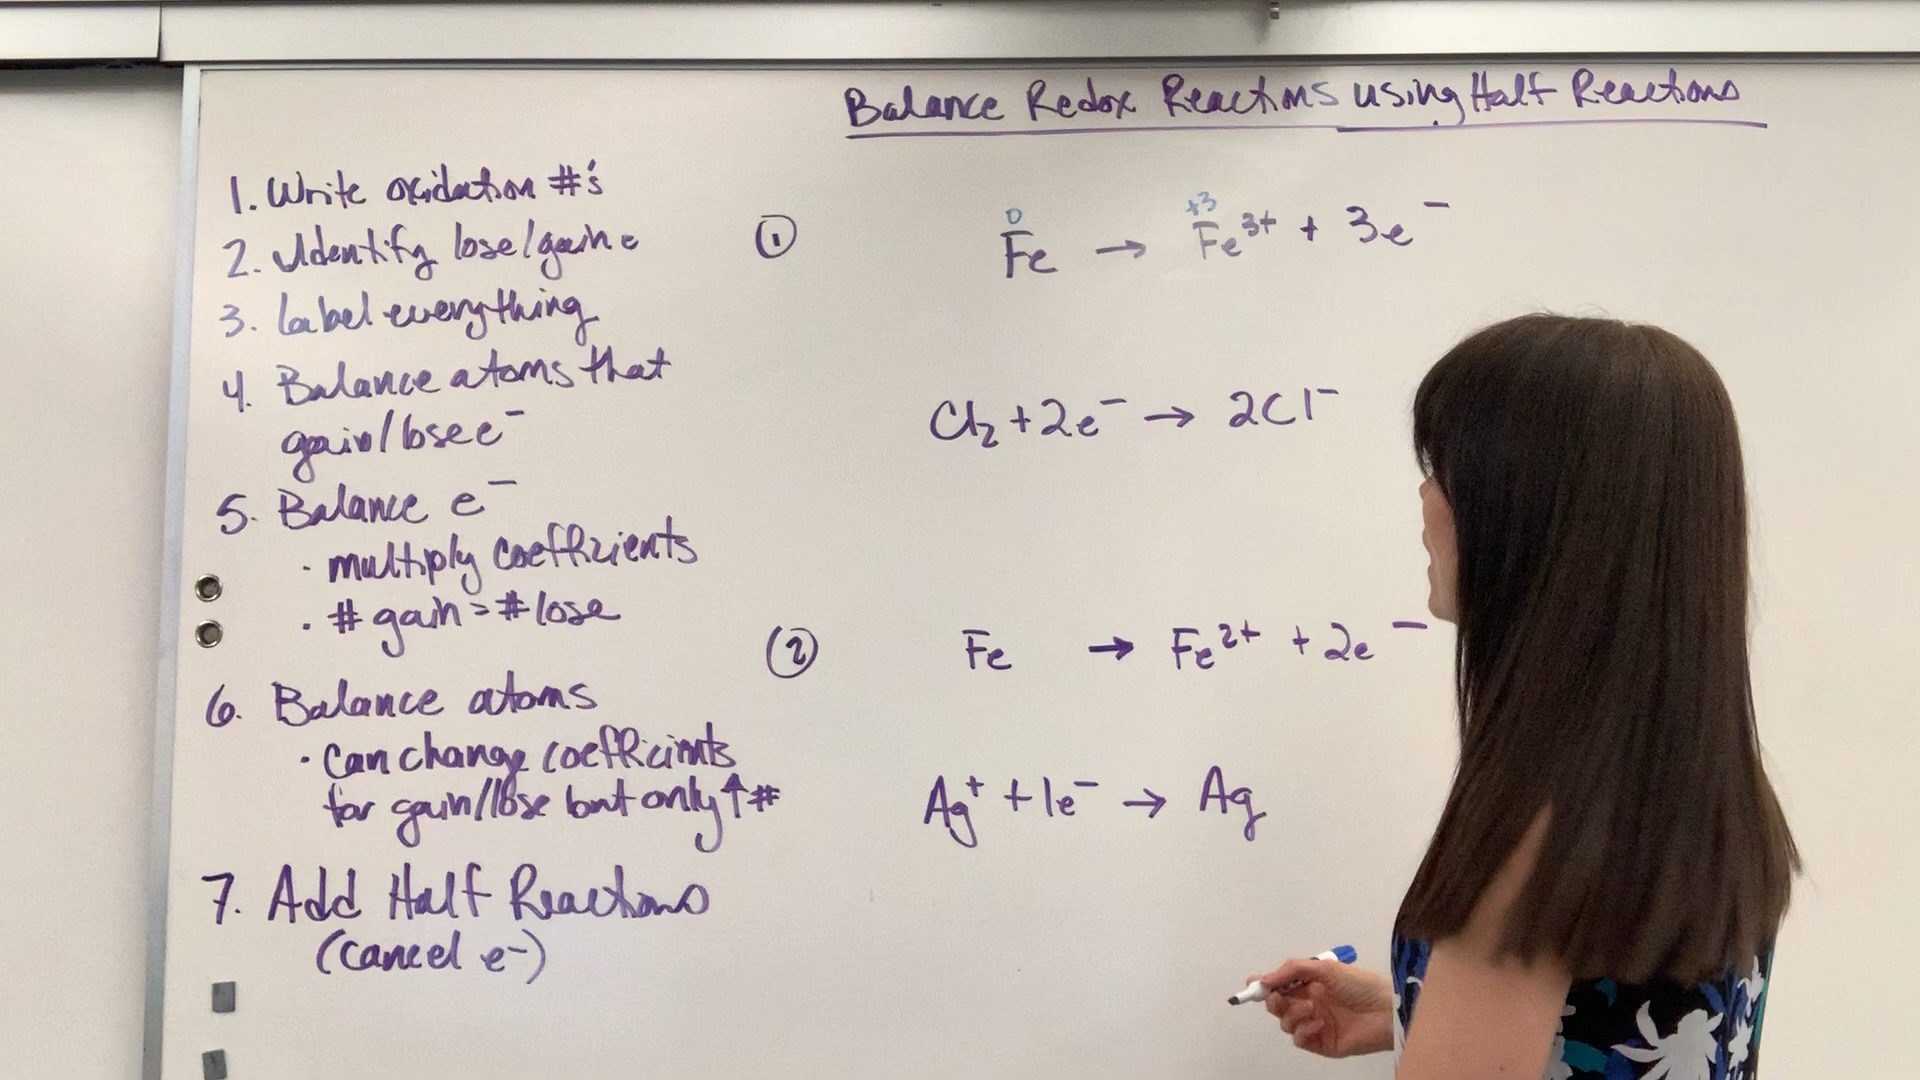 Balance Redox Reactions using Half Reactions
1. Write oxidation #'s
2. Identify lose/gain e
3. Label everything
4. Balance atoms that
gain/lose e⁻
5. Balance e⁻
· multiply coefficients
· # gain = # lose
6. Balance atoms
· Can change coefficients
for gain/lose but only ↑ #
7. Add Half Reactions
(cancel e-)
①
0 +3
Fe → Fe³⁺ + 3e⁻
Cl₂ + 2e⁻ → 2Cl⁻
② Fe → Fe²⁺ + 2e⁻
Ag⁺ + 1e⁻ → Ag